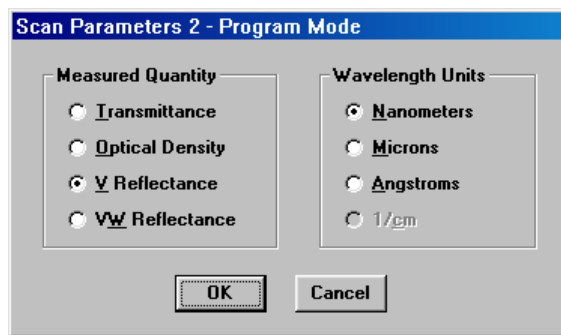 Scan Parameters 2 - Program Mode
Measured Quantity
Transmittance
Optical Density
V Reflectance
VW Reflectance
Wavelength Units
Nanometers
Microns
Angstroms
1/cm
OK
Cancel